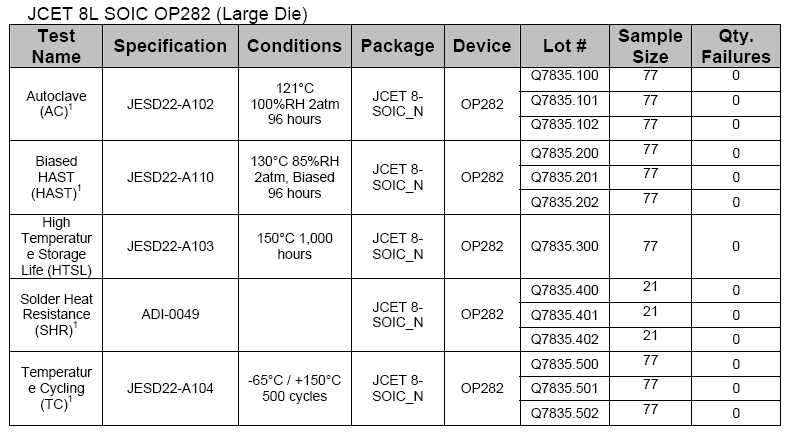 JCET 8L SOIC OP282 (Large Die)
Test Name Specification Conditions Package Device Lot # Sample Size Qty. Failures
Autoclave (AC)1 JESD22-A102 121°C 100%RH 2atm 96 hours JCET 8-SOIC_N OP282 Q7835.100 77 0
Q7835.101 77 0
Q7835.102 77 0
Biased HAST (HAST)1 JESD22-A110 130°C 85%RH 2atm, Biased 96 hours JCET 8-SOIC_N OP282 Q7835.200 77 0
Q7835.201 77 0
Q7835.202 77 0
High Temperatur e Storage Life (HTSL) JESD22-A103 150°C 1,000 hours JCET 8-SOIC_N OP282 Q7835.300 77 0
Solder Heat Resistance (SHR)1 ADI-0049 JCET 8-SOIC_N OP282 Q7835.400 21 0
Q7835.401 21 0
Q7835.402 21 0
Temperatur e Cycling (TC)1 JESD22-A104 -65°C / +150°C 500 cycles JCET 8-SOIC_N OP282 Q7835.500 77 0
Q7835.501 77 0
Q7835.502 77 0